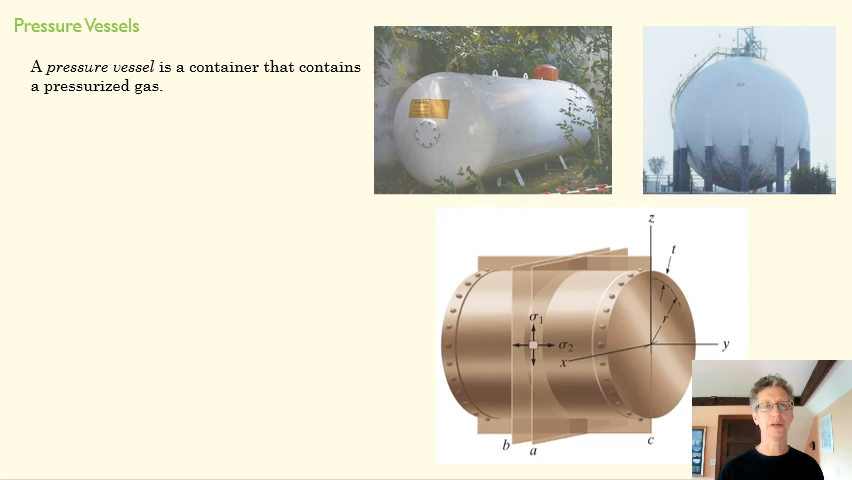 Pressure Vessels
A pressure vessel is a container that contains
a pressurized gas.
z
t
r
σ1
σ2
x
y
b
a
c